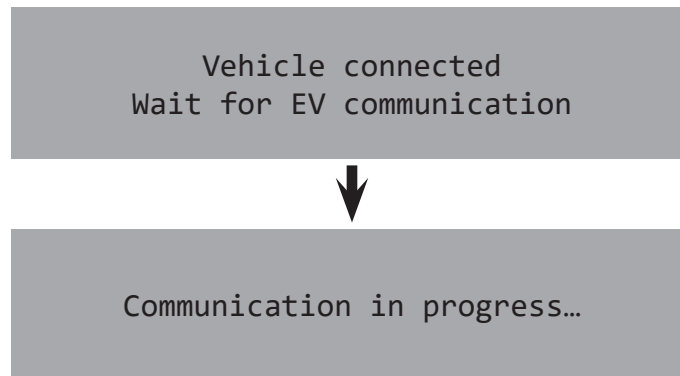 Vehicle connected
Wait for EV communication
Communication in progress…